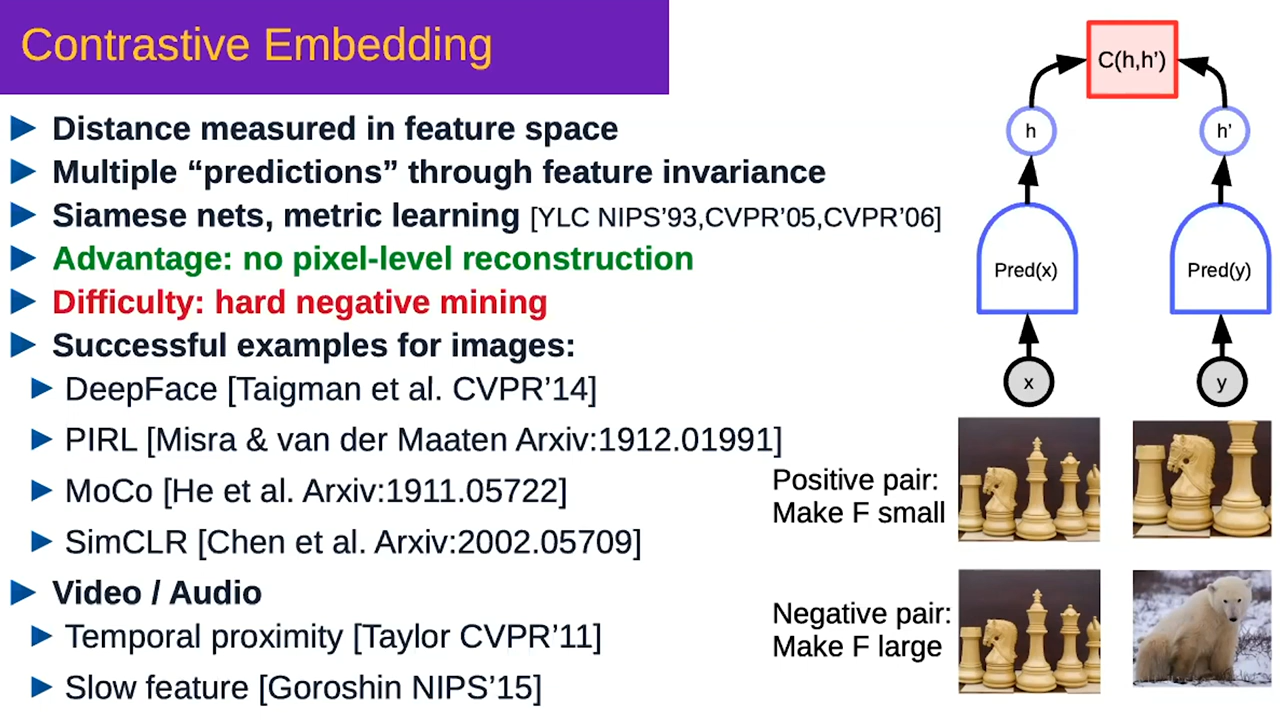 Contrastive Embedding
Distance measured in feature space
Multiple “predictions” through feature invariance
Siamese nets, metric learning [YLC NIPS’93,CVPR’05,CVPR’06]
Advantage: no pixel-level reconstruction
Difficulty: hard negative mining
Successful examples for images:
DeepFace [Taigman et al. CVPR’14]
PIRL [Misra & van der Maaten Arxiv:1912.01991]
MoCo [He et al. Arxiv:1911.05722]
SimCLR [Chen et al. Arxiv:2002.05709]
Video / Audio
Temporal proximity [Taylor CVPR’11]
Slow feature [Goroshin NIPS’15]
C(h,h’)
h
h’
Pred(x)
Pred(y)
x
y
Positive pair:
Make F small
Negative pair:
Make F large